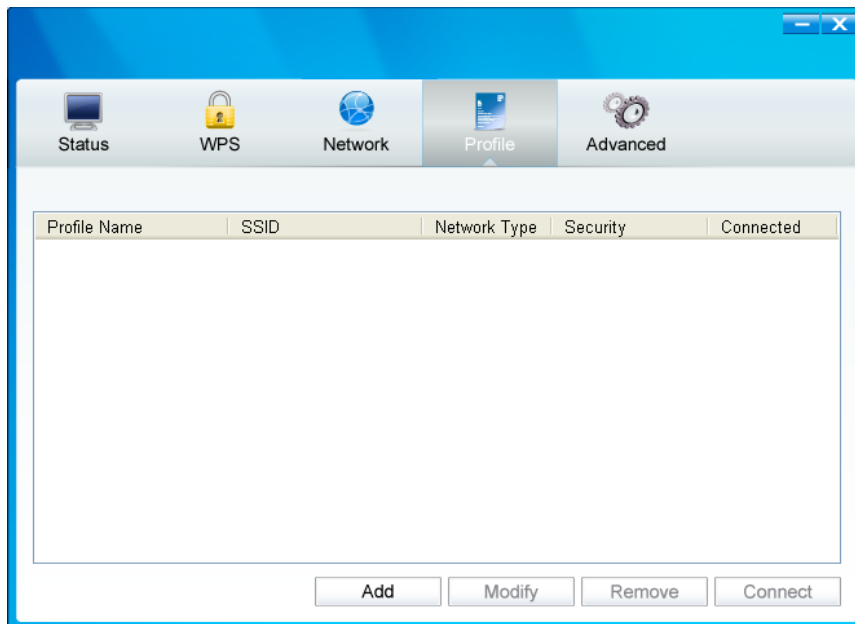 Status WPS Network Profile Advanced
Profile Name SSID Network Type Security Connected
Add Modify Remove Connect